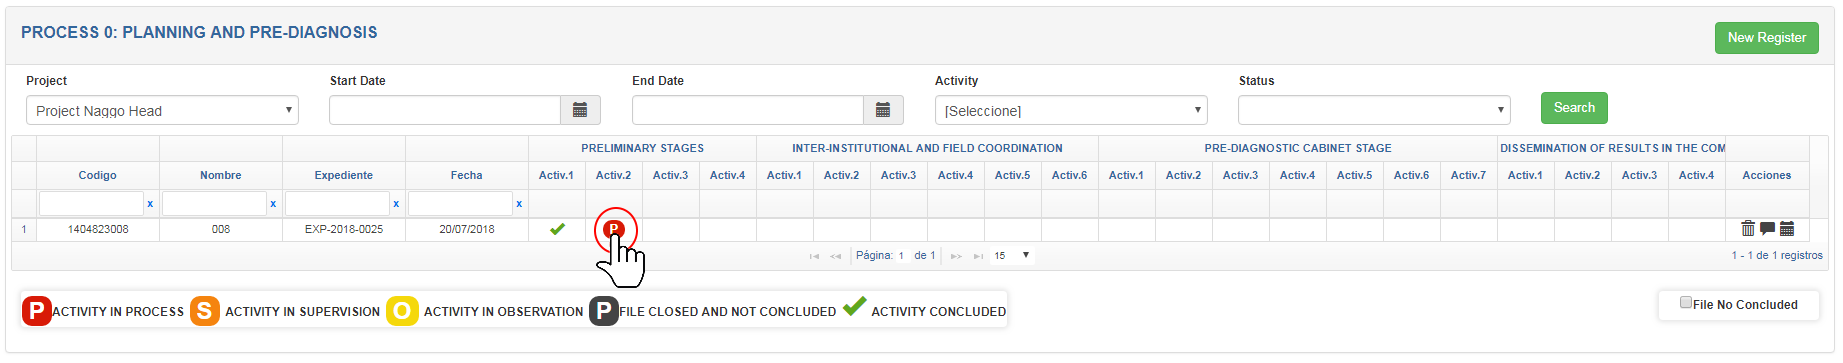 PROCESS 0: PLANNING AND PRE-DIAGNOSIS
New Register
Project Start Date End Date Activity Status
Project Naggo Head [Seleccione] Search
PRELIMINARY STAGES INTER-INSTITUTIONAL AND FIELD COORDINATION PRE-DIAGNOSTIC CABINET STAGE DISSEMINATION OF RESULTS IN THE COM
Codigo Nombre Expediente Fecha Activ.1 Activ.2 Activ.3 Activ.4 Activ.1 Activ.2 Activ.3 Activ.4 Activ.5 Activ.6 Activ.1 Activ.2 Activ.3 Activ.4 Activ.5 Activ.6 Activ.7 Activ.1 Activ.2 Activ.3 Activ.4 Acciones
x x x x
1 1404823008 008 EXP-2018-0025 20/07/2018 P
Página: 1 de 1 15 1 - 1 de 1 registros
P ACTIVITY IN PROCESS S ACTIVITY IN SUPERVISION O ACTIVITY IN OBSERVATION P FILE CLOSED AND NOT CONCLUDED ACTIVITY CONCLUDED File No Concluded